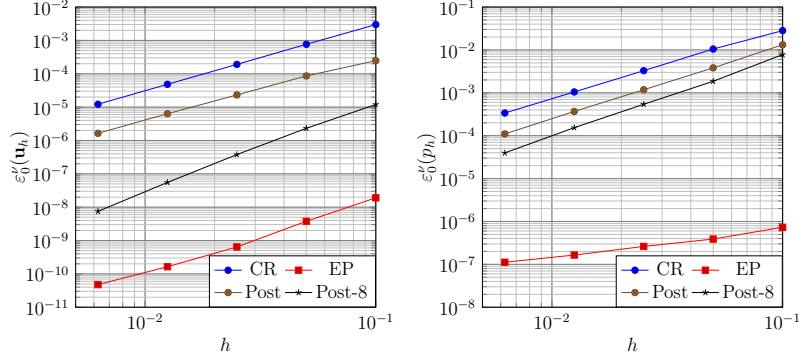 10^−2
10^−3
10^−4
10^−5
10^−6
10^−7
10^−8
10^−9
10^−10
10^−11
ε_0^ν(u_h)
10^−2
10^−1
h
CR
EP
Post
Post-8
10^−1
10^−2
10^−3
10^−4
10^−5
10^−6
10^−7
10^−8
ε_0^ν(p_h)
10^−2
10^−1
h
CR
EP
Post
Post-8